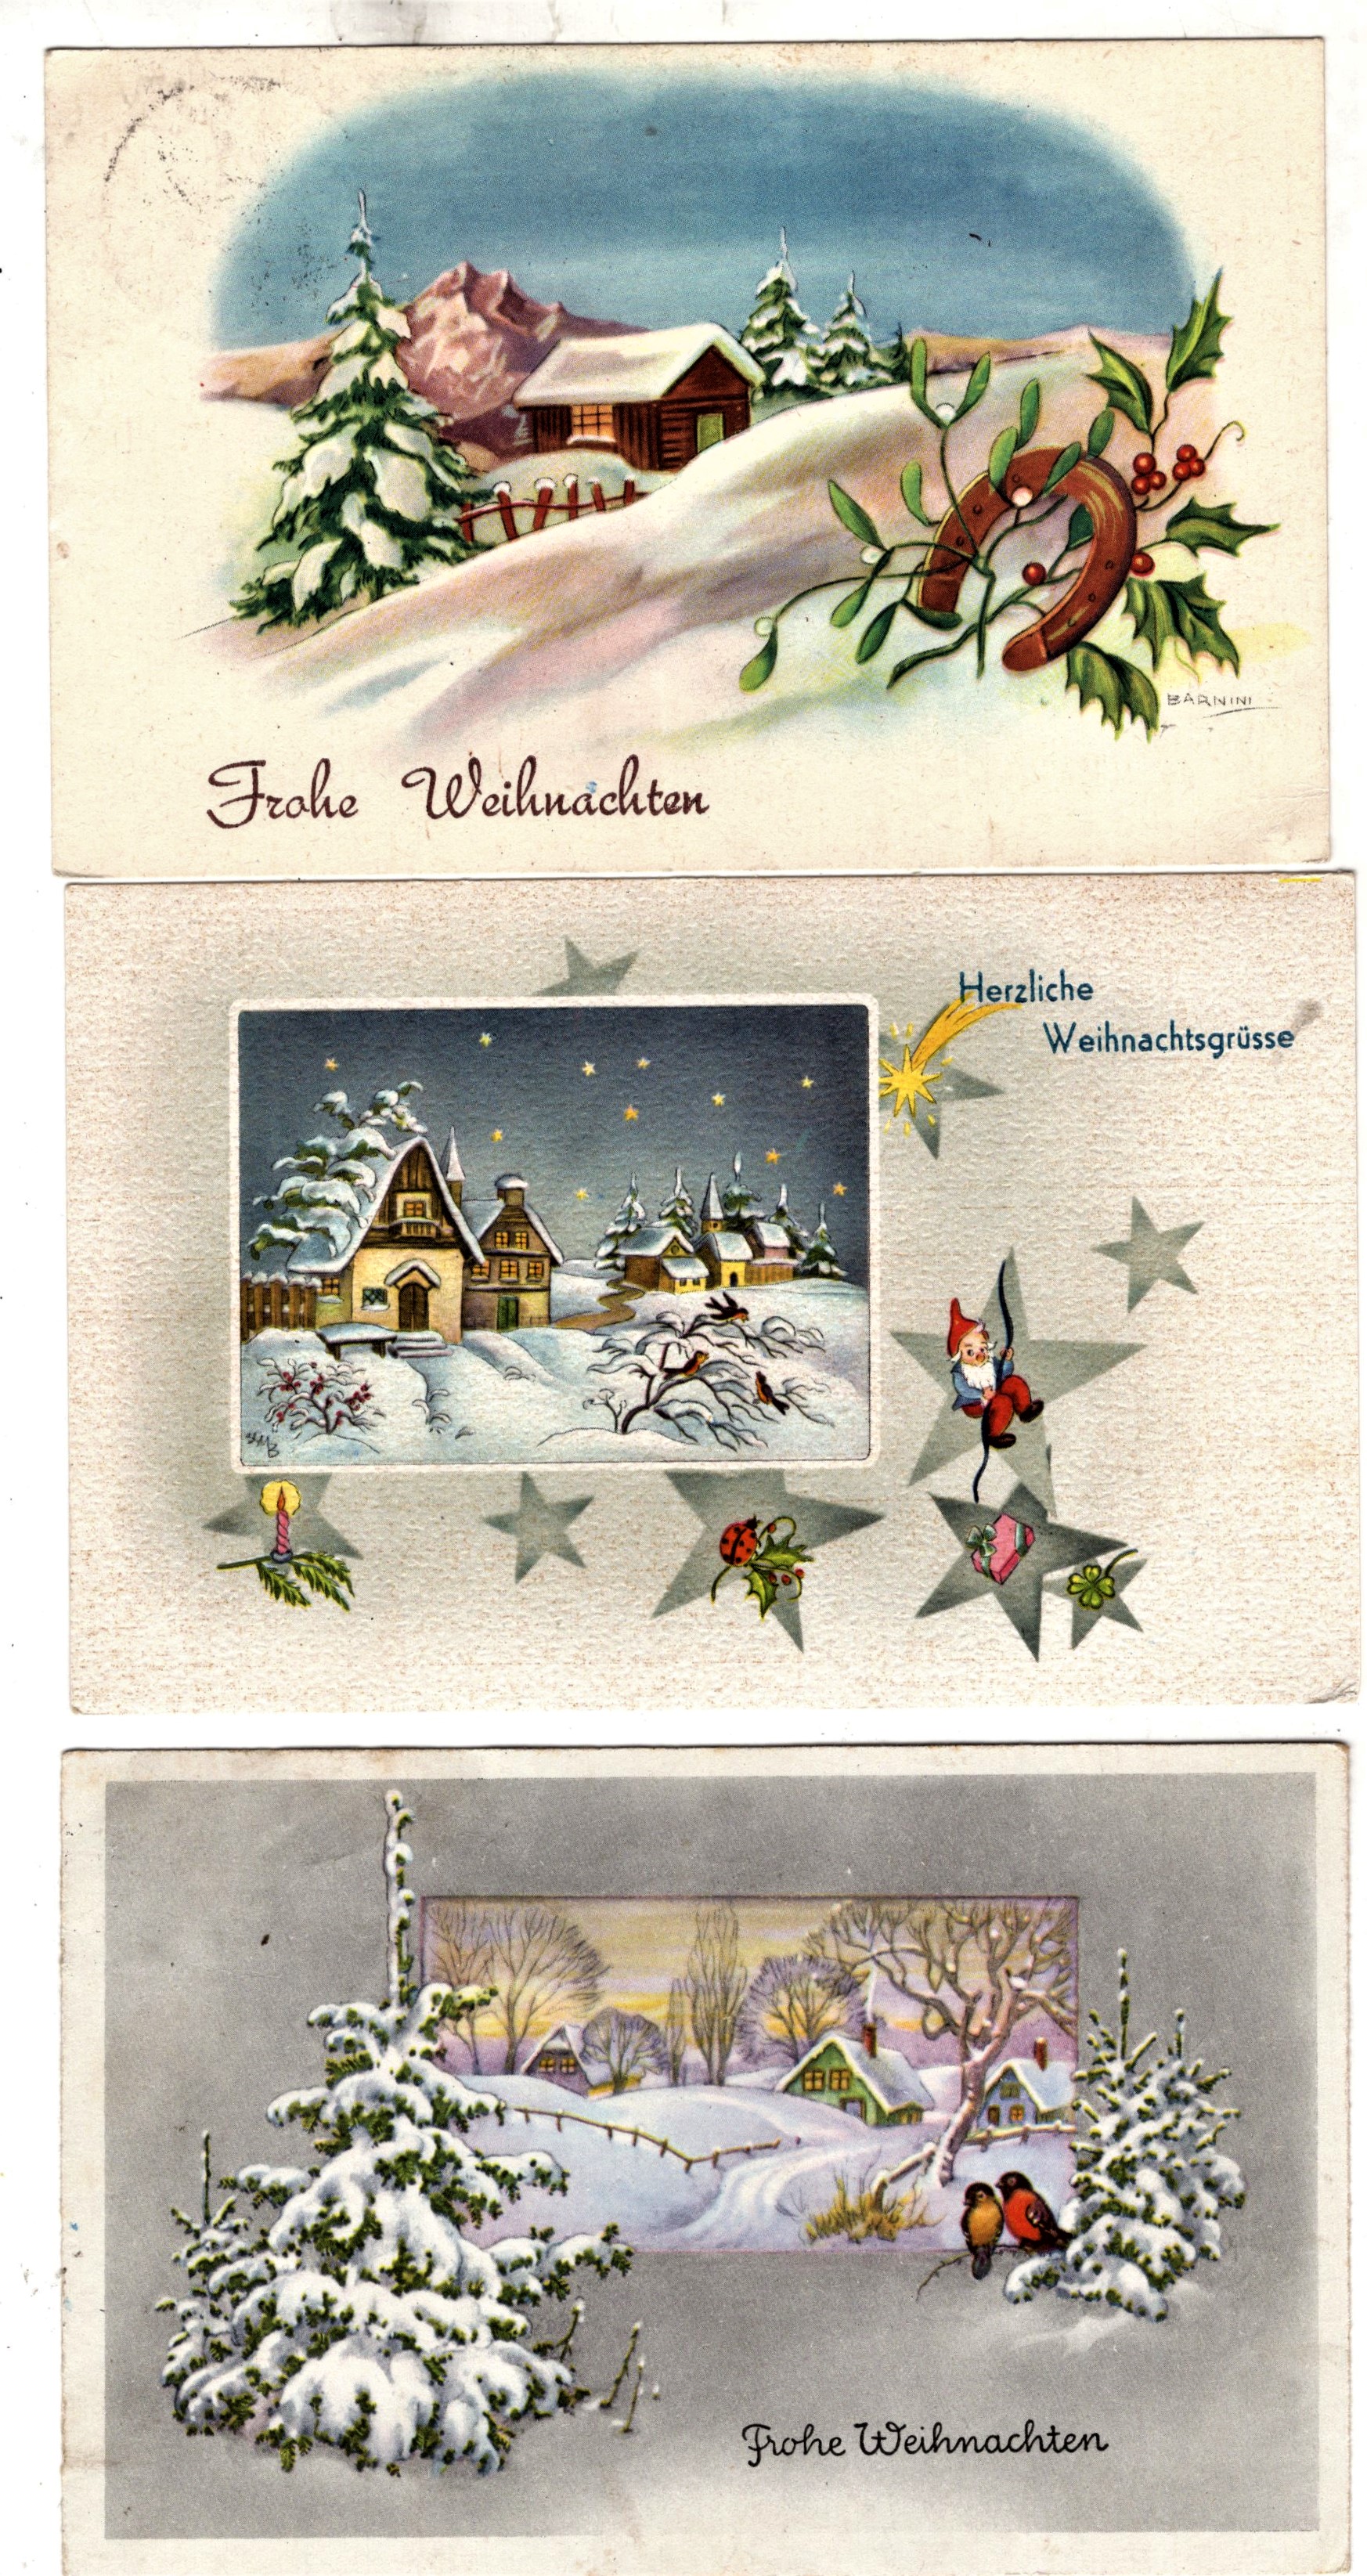 BARNINI
Frohe Weihnachten
Herzliche
Weihnachtsgrüsse
Frohe Weihnachten